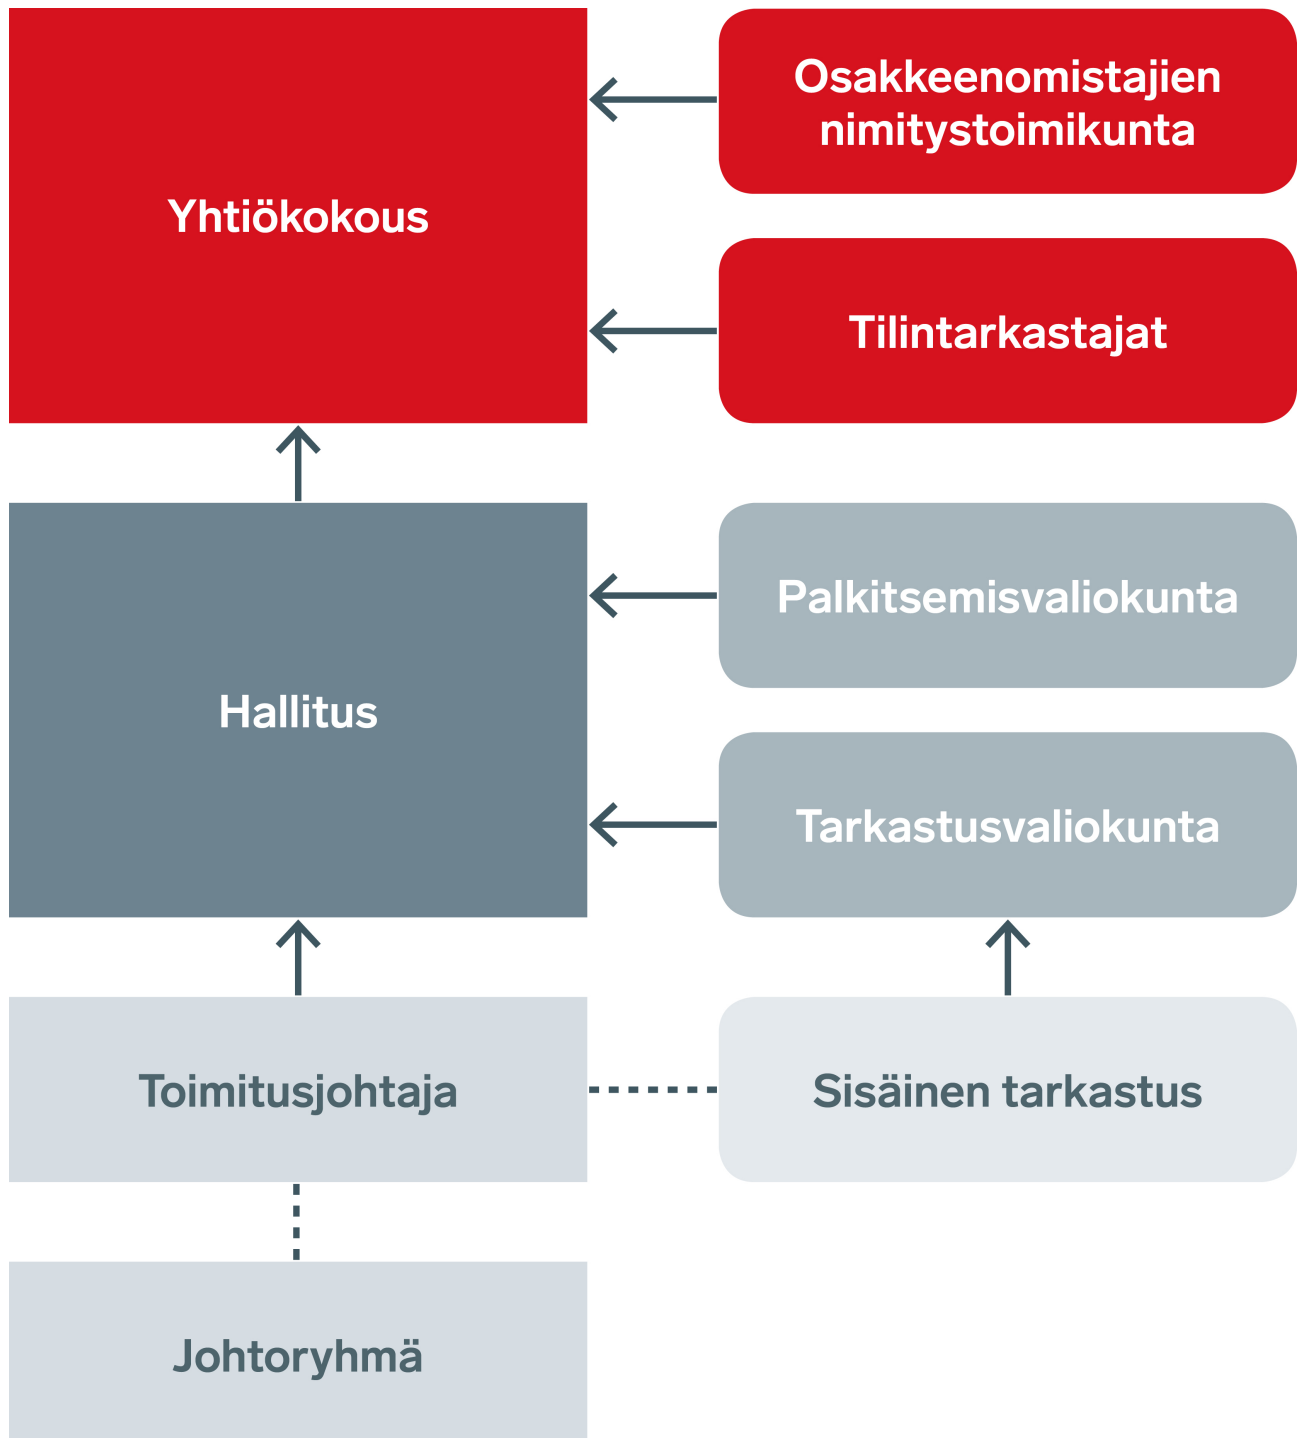 Osakkeenomistajien
nimitystoimikunta
Yhtiökokous
Tilintarkastajat
Palkitsemisvaliokunta
Hallitus
Tarkastusvaliokunta
Toimitusjohtaja
Sisäinen tarkastus
Johtoryhmä